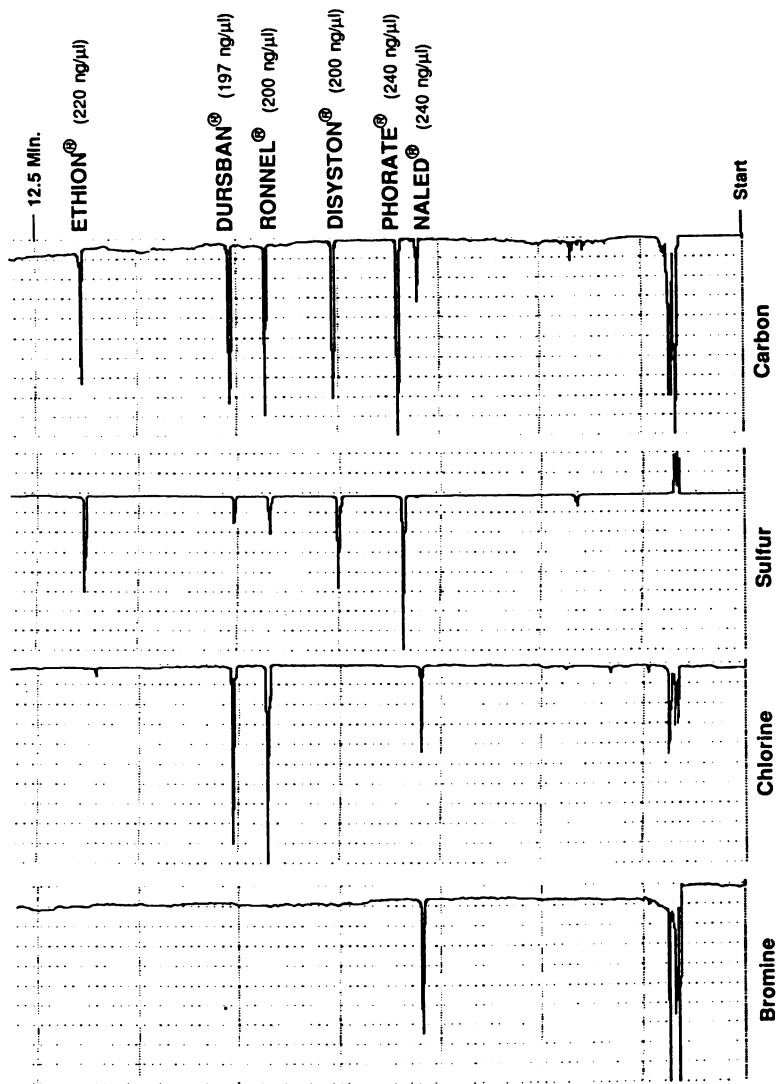 12.5 Min.
ETHION® (220 ng/µl)
DURSBAN® (197 ng/µl)
RONNEL® (200 ng/µl)
DISYSTON® (200 ng/µl)
PHORATE® (240 ng/µl)
NALED® (240 ng/µl)
Start
Carbon
Sulfur
Chlorine
Bromine